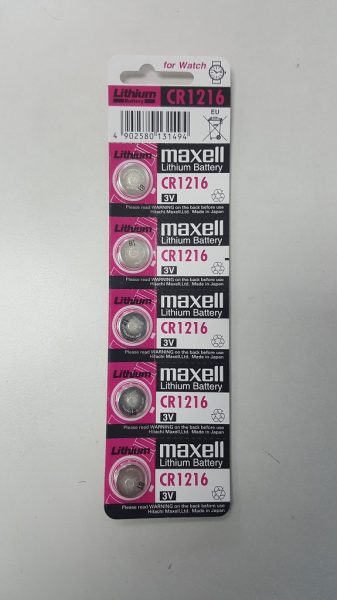 for Watch
Lithium
Battery
CR1216
EU
4 902580 131494
Lithium
maxell
Lithium Battery
CR1216
3V
Please read WARNING on the back before use
Hitachi Maxell,Ltd. Made in Japan
Lithium
maxell
Lithium Battery
CR1216
3V
Please read WARNING on the back before use
Hitachi Maxell,Ltd. Made in Japan
Lithium
maxell
Lithium Battery
CR1216
3V
Please read WARNING on the back before use
Hitachi Maxell,Ltd. Made in Japan
Lithium
maxell
Lithium Battery
CR1216
3V
Please read WARNING on the back before use
Hitachi Maxell,Ltd. Made in Japan
Lithium
maxell
Lithium Battery
CR1216
3V
Please read WARNING on the back before use
Hitachi Maxell,Ltd. Made in Japan